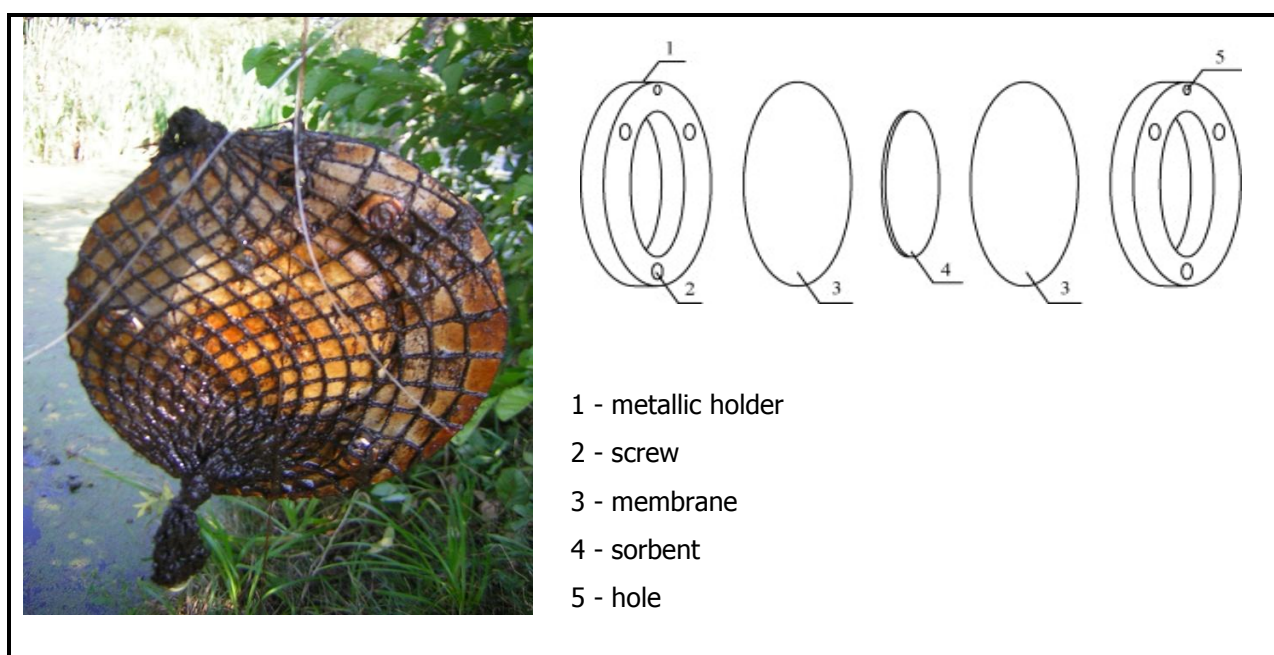 1
5
3
4
3
2
1 - metallic holder
2 - screw
3 - membrane
4 - sorbent
5 - hole